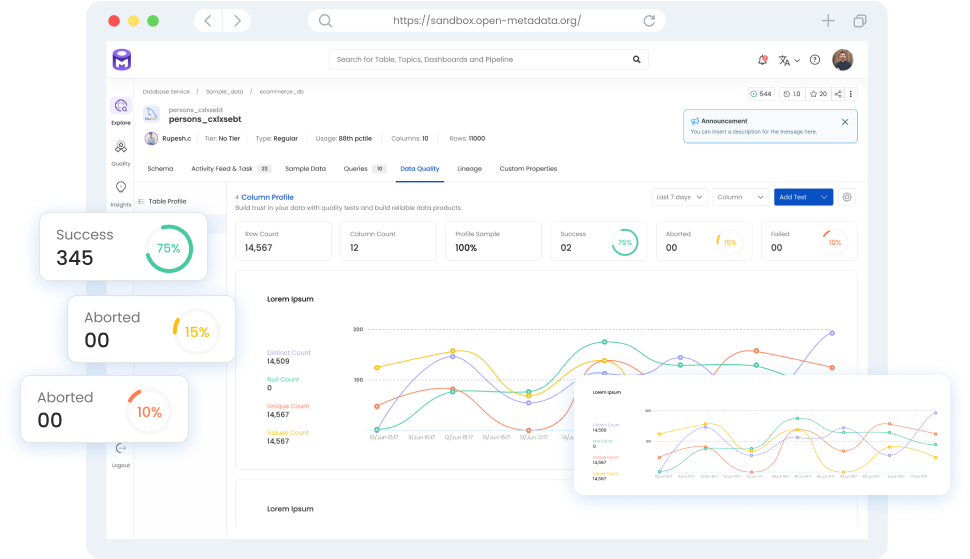 https://sandbox.open-metadata.org/
Search for Table, Topics, Dashboards and Pipeline
Database Service / Sample_data / ecommerce_db
544
1.0
20
persons_cxlxsebt
persons_cxlxsebt
Rupesh.c
Tier: No Tier
Type: Regular
Usage: 88th pctile
Columns: 10
Rows: 11000
Announcement
You can insert a description for the message here.
Explore
Quality
Insights
Logout
Schema
Activity Feed & Task 23
Sample Data
Queries 10
Data Quality
Lineage
Custom Properties
Table Profile
< Column Profile
Build trust in your data with quality tests and build reliable data products.
Last 7 days
Column
Add Test
Row Count
14,567
Column Count
12
Profile Sample
100%
Success
02
75%
Aborted
00
15%
Failed
00
10%
Success
345
75%
Aborted
00
15%
Aborted
00
10%
Lorem Ipsum
200
100
Distinct Count
14,509
Null Count
0
Unique Count
14,567
Values Count
14,567
10/Jun 15:17
11/Jun 15:17
12/Jun 15:17
13/Jun 15:17
Lorem Ipsum
Lorem Ipsum
200
100
Distinct Count
14,509
Null Count
0
Unique Count
14,567
Values Count
14,567